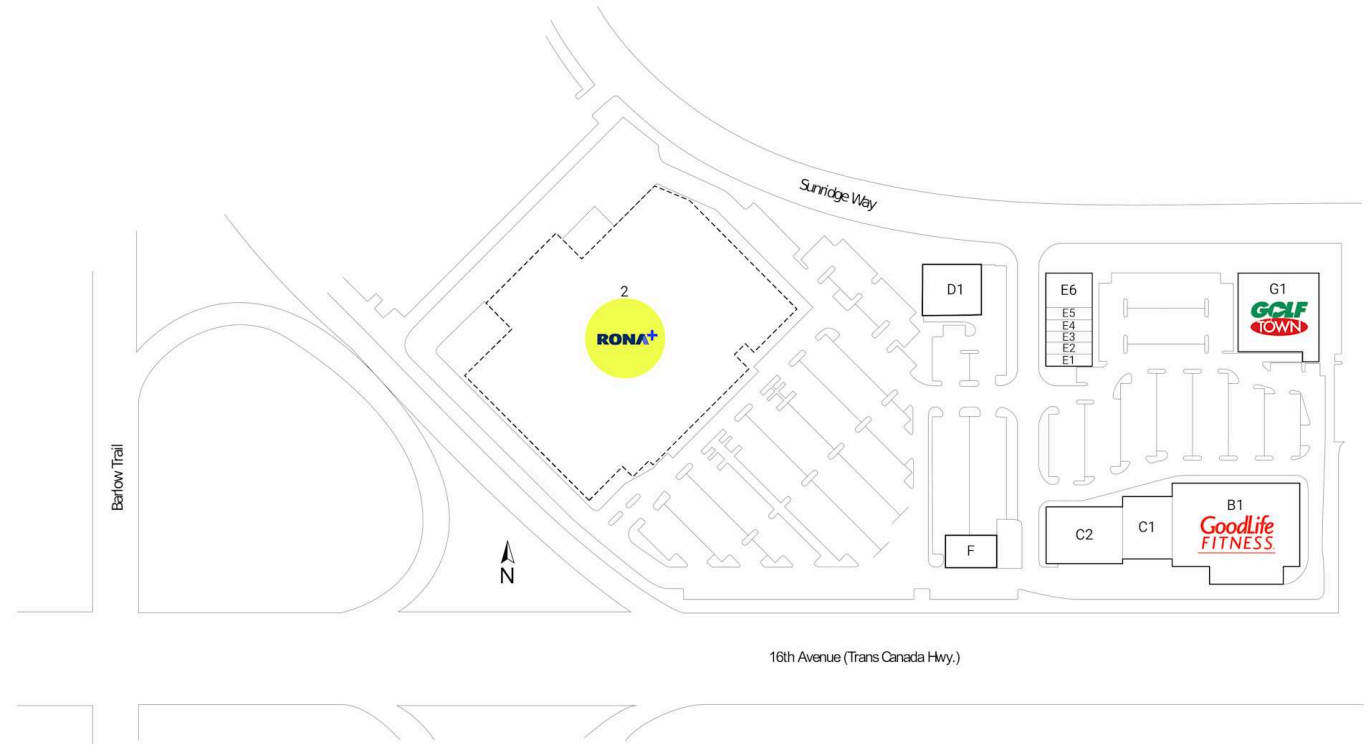 Sunridge Way
2
RONA+
D1
E6
E5
E4
E3
E2
E1
G1
GOLF
TOWN
Barlow Trail
N
F
C2
C1
B1
GoodLife
FITNESS
16th Avenue (Trans Canada Hwy.)